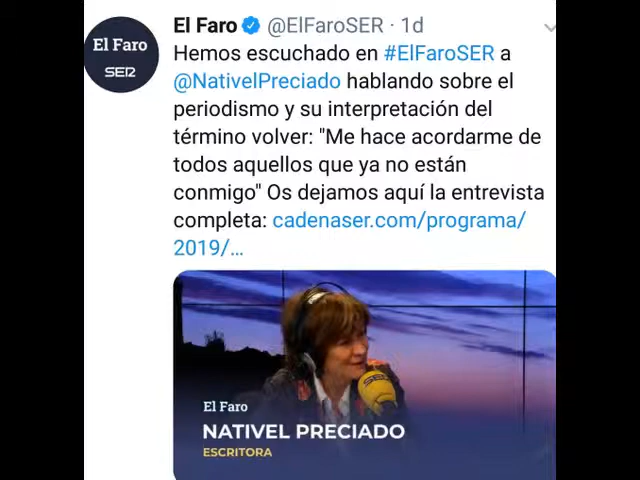 El Faro @ElFaroSER · 1d
El Faro
SER
Hemos escuchado en #ElFaroSER a
@NativelPreciado hablando sobre el
periodismo y su interpretación del
término volver: "Me hace acordarme de
todos aquellos que ya no están
conmigo" Os dejamos aquí la entrevista
completa: cadenaser.com/programa/
2019/…
SER
El Faro
NATIVEL PRECIADO
ESCRITORA